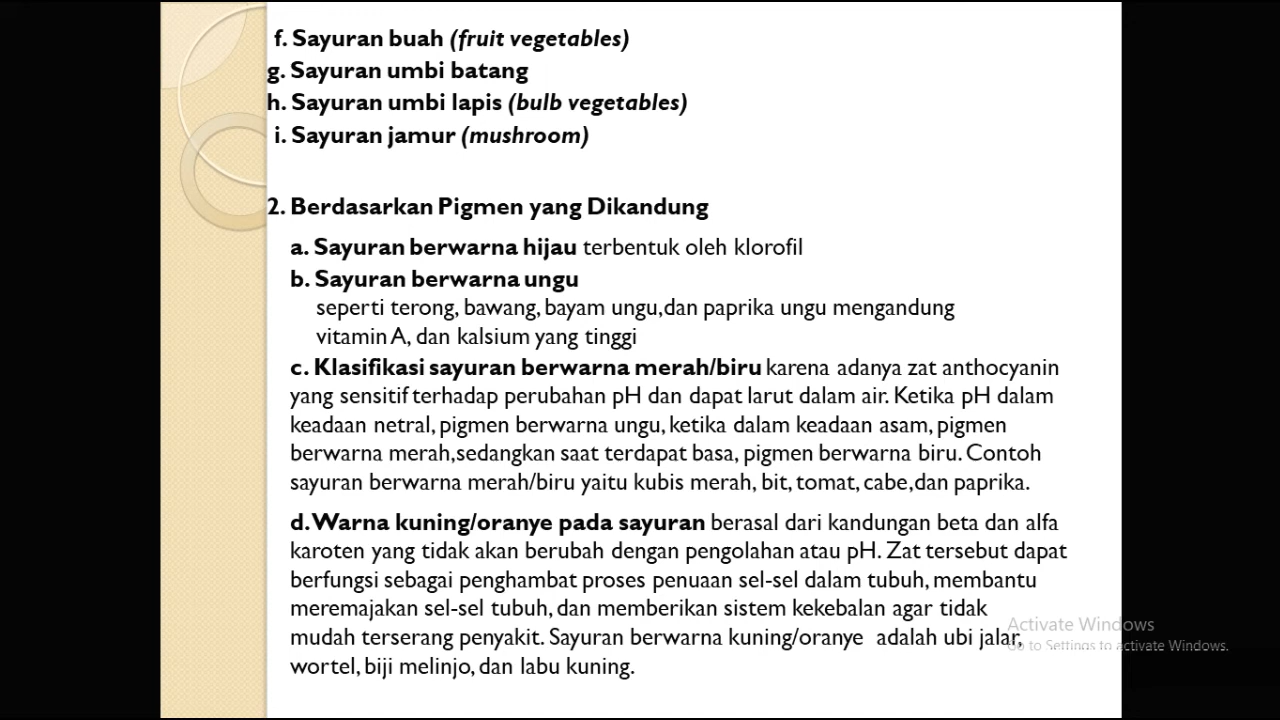 f. Sayuran buah (fruit vegetables)
g. Sayuran umbi batang
h. Sayuran umbi lapis (bulb vegetables)
i. Sayuran jamur (mushroom)
2. Berdasarkan Pigmen yang Dikandung
a. Sayuran berwarna hijau terbentuk oleh klorofil
b. Sayuran berwarna ungu
seperti terong, bawang, bayam ungu,dan paprika ungu mengandung
vitamin A, dan kalsium yang tinggi
c. Klasifikasi sayuran berwarna merah/biru karena adanya zat anthocyanin
yang sensitif terhadap perubahan pH dan dapat larut dalam air. Ketika pH dalam
keadaan netral, pigmen berwarna ungu, ketika dalam keadaan asam, pigmen
berwarna merah,sedangkan saat terdapat basa, pigmen berwarna biru. Contoh
sayuran berwarna merah/biru yaitu kubis merah, bit, tomat, cabe,dan paprika.
d. Warna kuning/oranye pada sayuran berasal dari kandungan beta dan alfa
karoten yang tidak akan berubah dengan pengolahan atau pH. Zat tersebut dapat
berfungsi sebagai penghambat proses penuaan sel-sel dalam tubuh, membantu
meremajakan sel-sel tubuh, dan memberikan sistem kekebalan agar tidak
mudah terserang penyakit. Sayuran berwarna kuning/oranye adalah ubi jalar,
wortel, biji melinjo, dan labu kuning.
Activate Windows
Go to Settings to activate Windows.